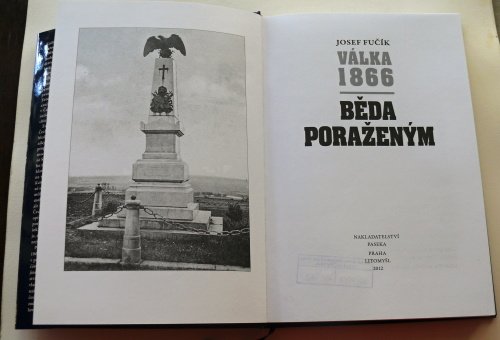 JOSEF FUČÍK
VÁLKA
1866
BĚDA
PORAŽENÝM
NAKLADATELSTVÍ
PASEKA
PRAHA
LITOMYŠL
2012